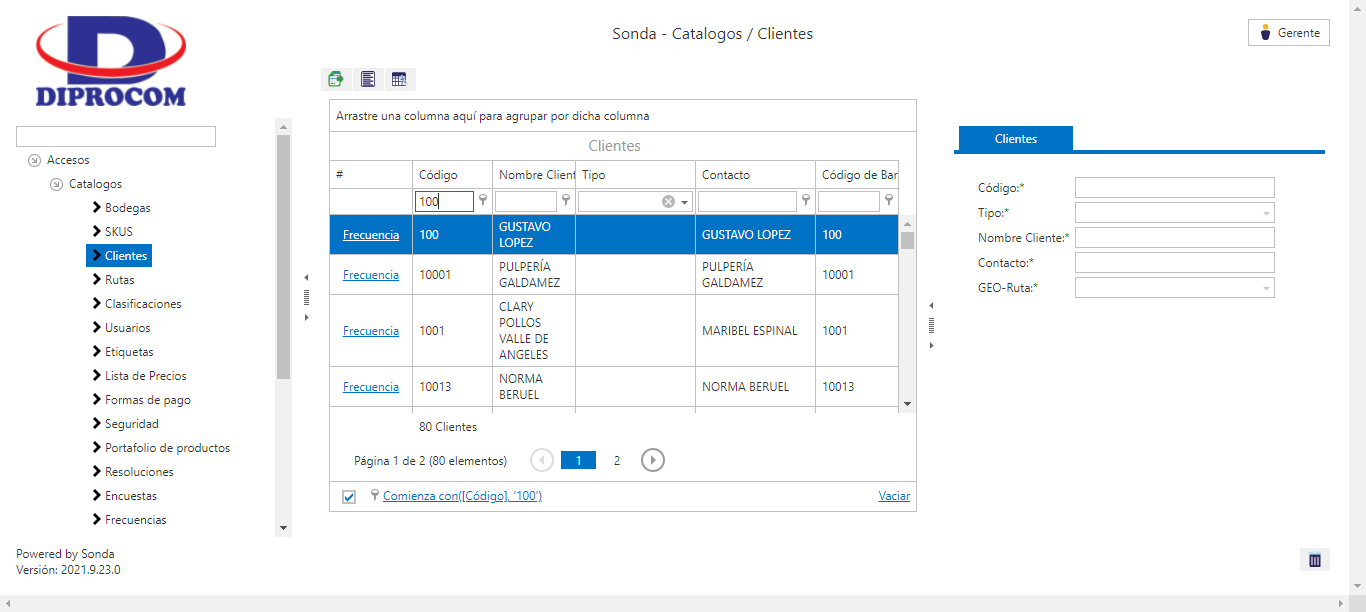 DIPROCOM
Sonda - Catalogos / Clientes
Gerente
Accesos
Catalogos
Bodegas
SKUS
Clientes
Rutas
Clasificaciones
Usuarios
Etiquetas
Lista de Precios
Formas de pago
Seguridad
Portafolio de productos
Resoluciones
Encuestas
Frecuencias
Powered by Sonda
Versión: 2021.9.23.0
Arrastre una columna aquí para agrupar por dicha columna
Clientes
# Código Nombre Client Tipo Contacto Código de Bar
100
Frecuencia 100 GUSTAVO LOPEZ GUSTAVO LOPEZ 100
Frecuencia 10001 PULPERÍA GALDAMEZ PULPERÍA GALDAMEZ 10001
Frecuencia 1001 CLARY POLLOS VALLE DE ANGELES MARIBEL ESPINAL 1001
Frecuencia 10013 NORMA BERUEL NORMA BERUEL 10013
80 Clientes
Página 1 de 2 (80 elementos) 1 2
Comienza con([Código], '100') Vaciar
Clientes
Código:*
Tipo:*
Nombre Cliente:*
Contacto:*
GEO-Ruta:*